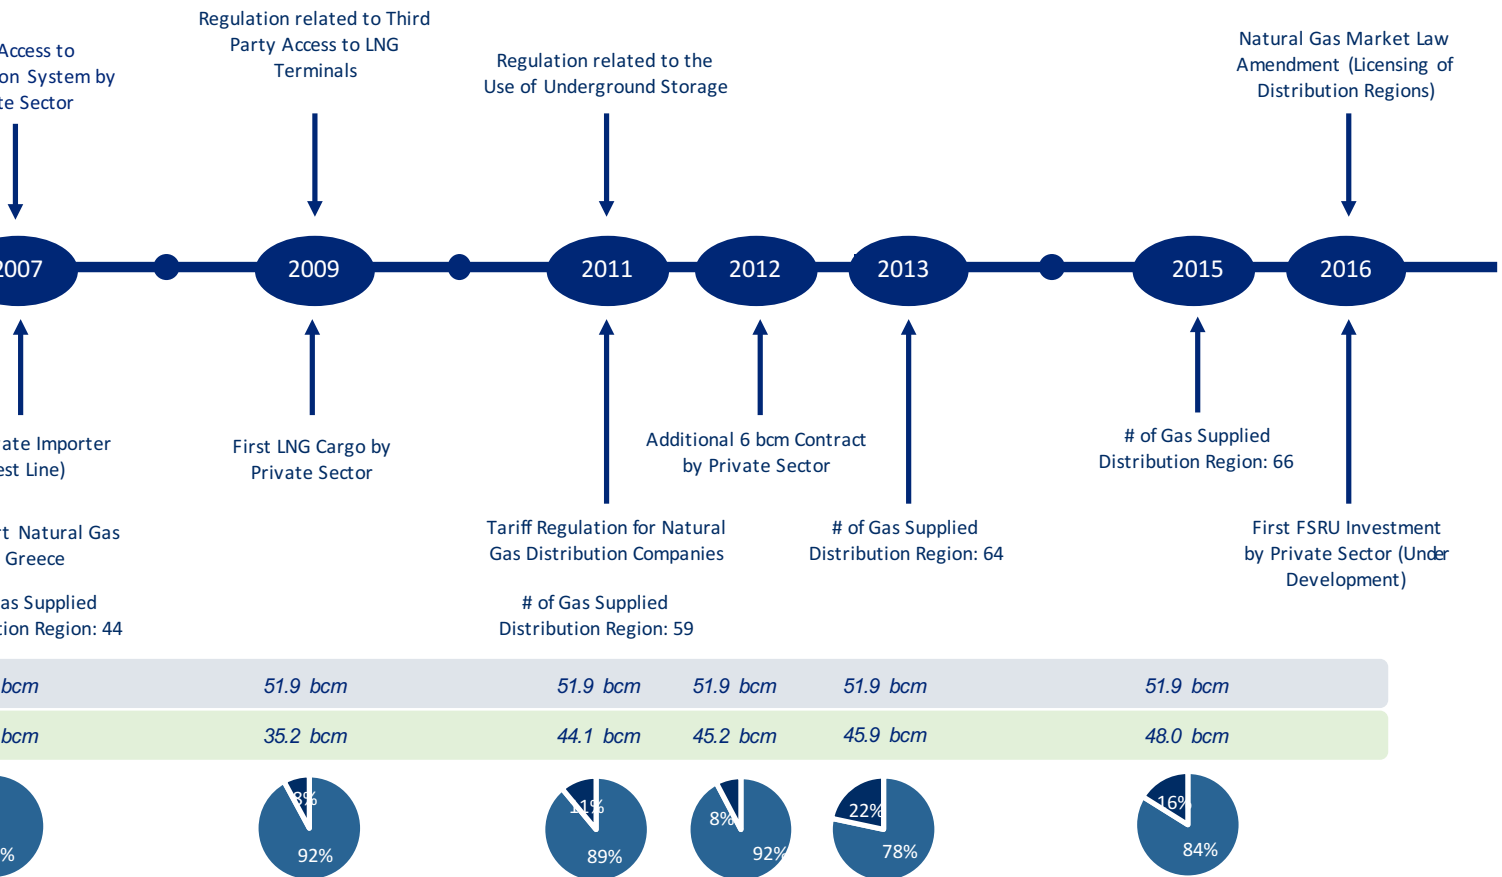 Regulation related to Third
Party Access to LNG
Terminals
Access to
on System by
te Sector
Regulation related to the
Use of Underground Storage
Natural Gas Market Law
Amendment (Licensing of
Distribution Regions)
2007
2009
2011
2012
2013
2015
2016
ate Importer
est Line)
rt Natural Gas
Greece
as Supplied
tion Region: 44
First LNG Cargo by
Private Sector
Tariff Regulation for Natural
Gas Distribution Companies
# of Gas Supplied
Distribution Region: 59
Additional 6 bcm Contract
by Private Sector
# of Gas Supplied
Distribution Region: 64
# of Gas Supplied
Distribution Region: 66
First FSRU Investment
by Private Sector (Under
Development)
bcm
51.9 bcm
51.9 bcm
51.9 bcm
51.9 bcm
51.9 bcm
bcm
35.2 bcm
44.1 bcm
45.2 bcm
45.9 bcm
48.0 bcm
%
8%
92%
11%
89%
8%
92%
22%
78%
16%
84%